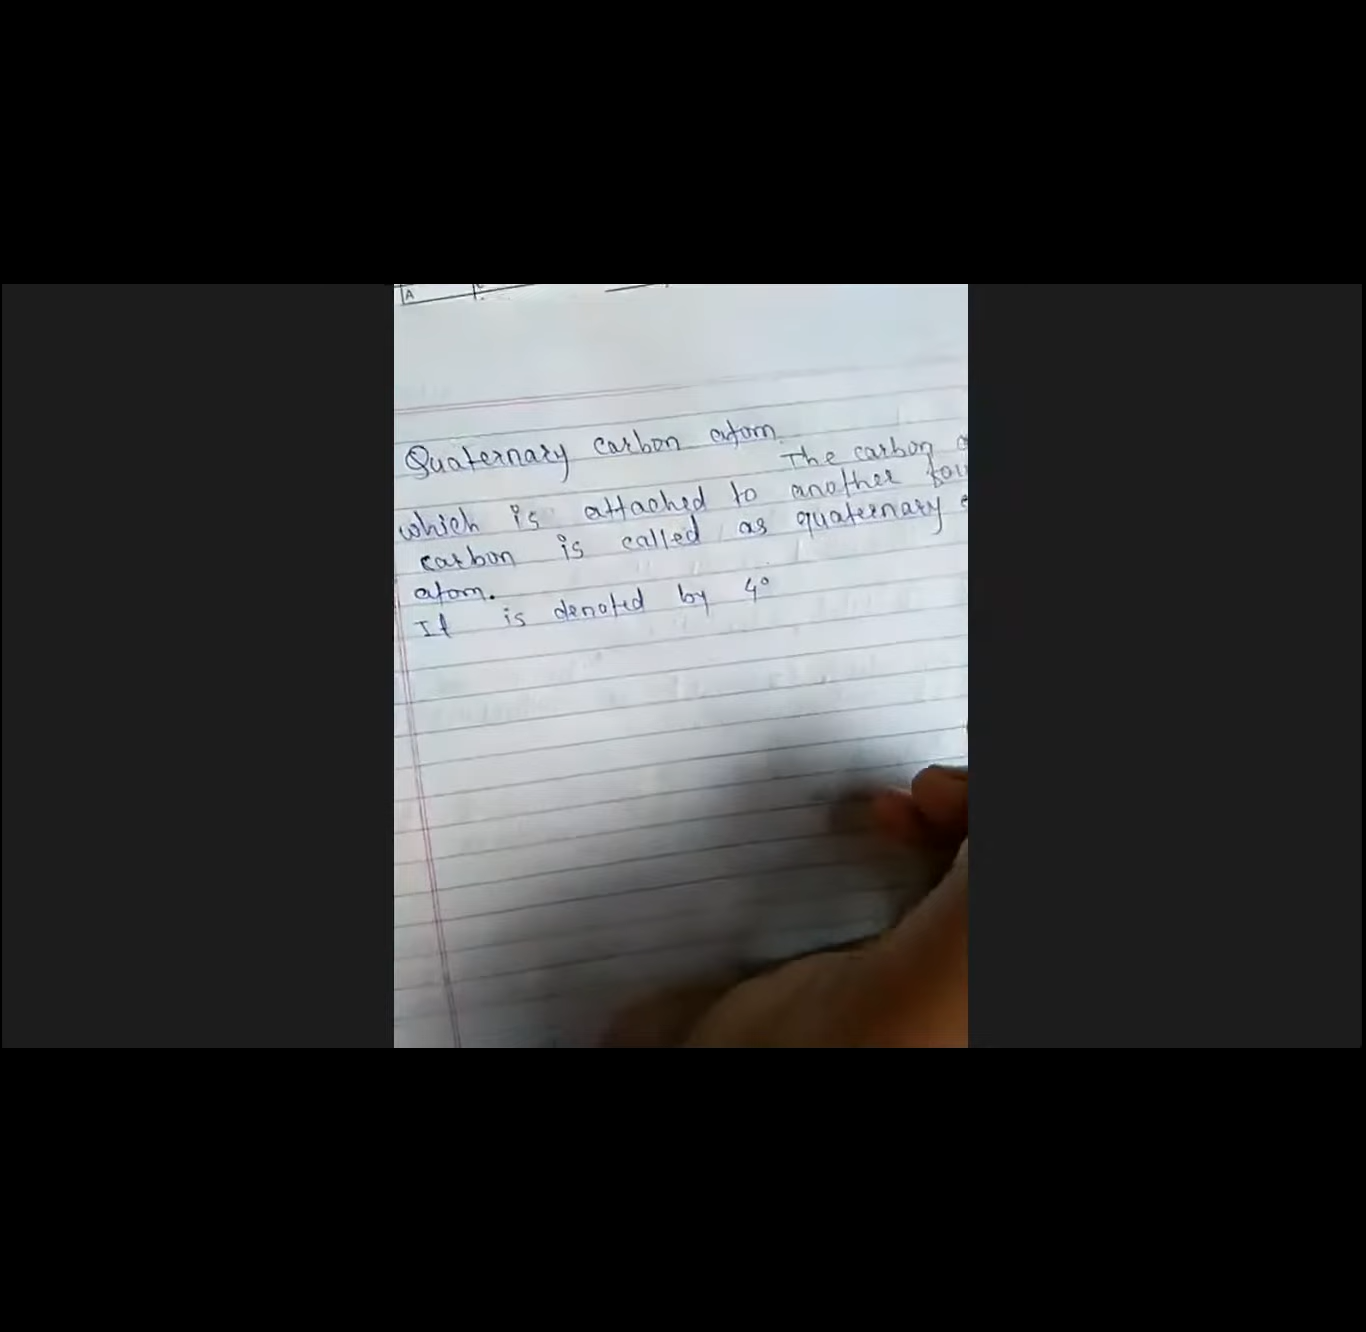 A
Quaternary carbon atom
The carbon
which is attached to another
carbon is called as quaternary
atom.
It is denoted by 4°